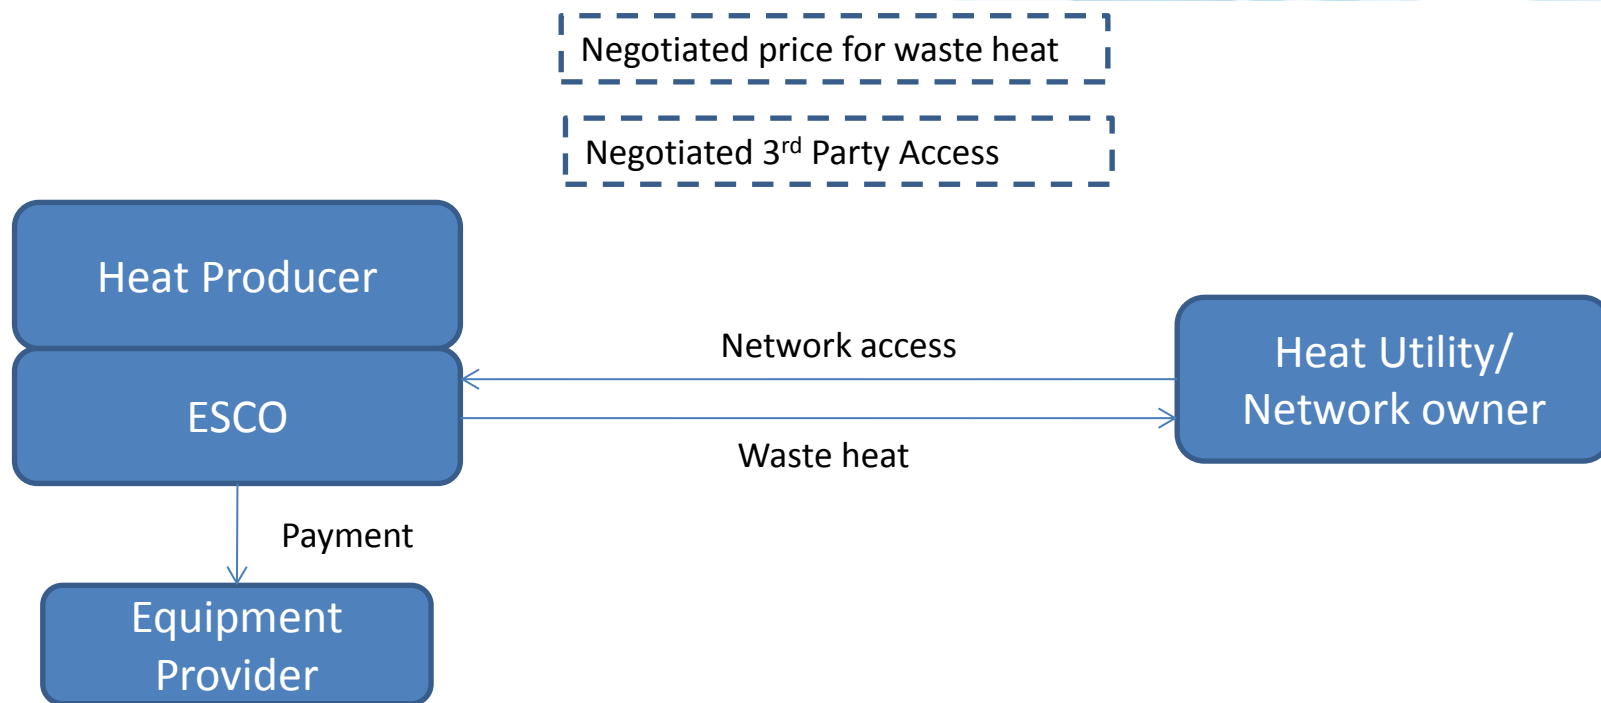 Negotiated price for waste heat
Negotiated 3rd Party Access
Heat Producer
Network access
Heat Utility/
Network owner
ESCO
Waste heat
Payment
Equipment
Provider